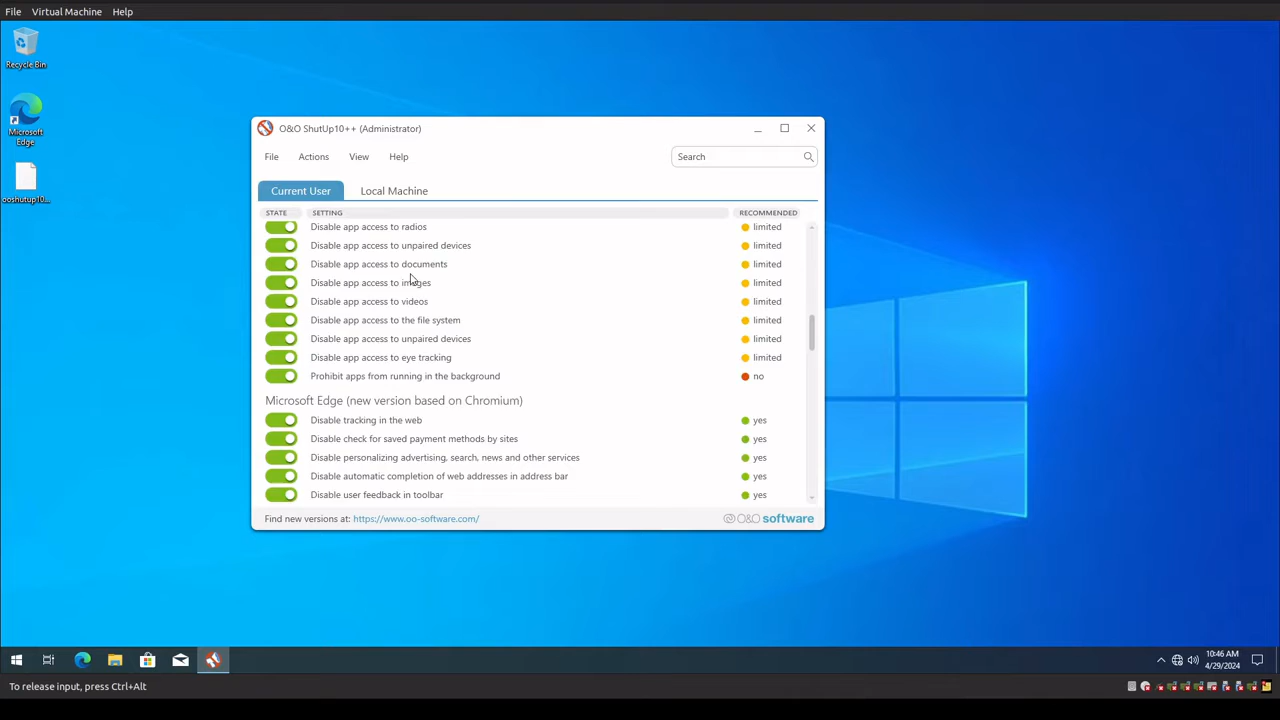 File Virtual Machine Help
Recycle Bin
Microsoft
Edge
ooshutup10...
O&O ShutUp10++ (Administrator)
File Actions View Help
Search
Current User Local Machine
STATE SETTING RECOMMENDED
Disable app access to radios limited
Disable app access to unpaired devices limited
Disable app access to documents limited
Disable app access to images limited
Disable app access to videos limited
Disable app access to the file system limited
Disable app access to unpaired devices limited
Disable app access to eye tracking limited
Prohibit apps from running in the background no
Microsoft Edge (new version based on Chromium)
Disable tracking in the web yes
Disable check for saved payment methods by sites yes
Disable personalizing advertising, search, news and other services yes
Disable automatic completion of web addresses in address bar yes
Disable user feedback in toolbar yes
Find new versions at: https://www.oo-software.com/ O&O software
10:46 AM
4/29/2024
To release input, press Ctrl+Alt